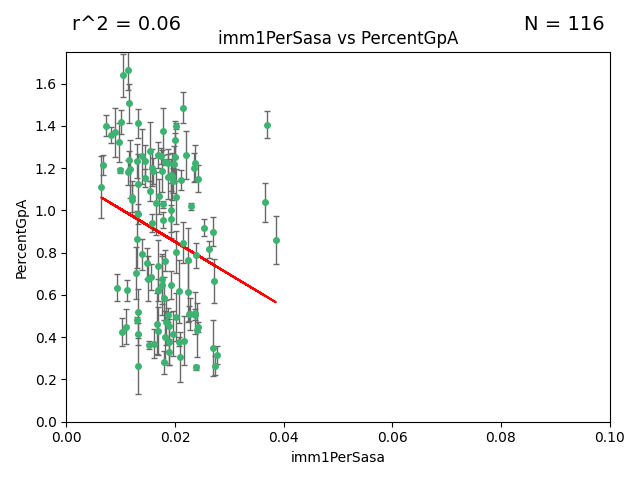 r^2 = 0.06
N = 116
imm1PerSasa vs PercentGpA
PercentGpA
1.6
1.4
1.2
1.0
0.8
0.6
0.4
0.2
0.0
0.00 0.02 0.04 0.06 0.08 0.10
imm1PerSasa